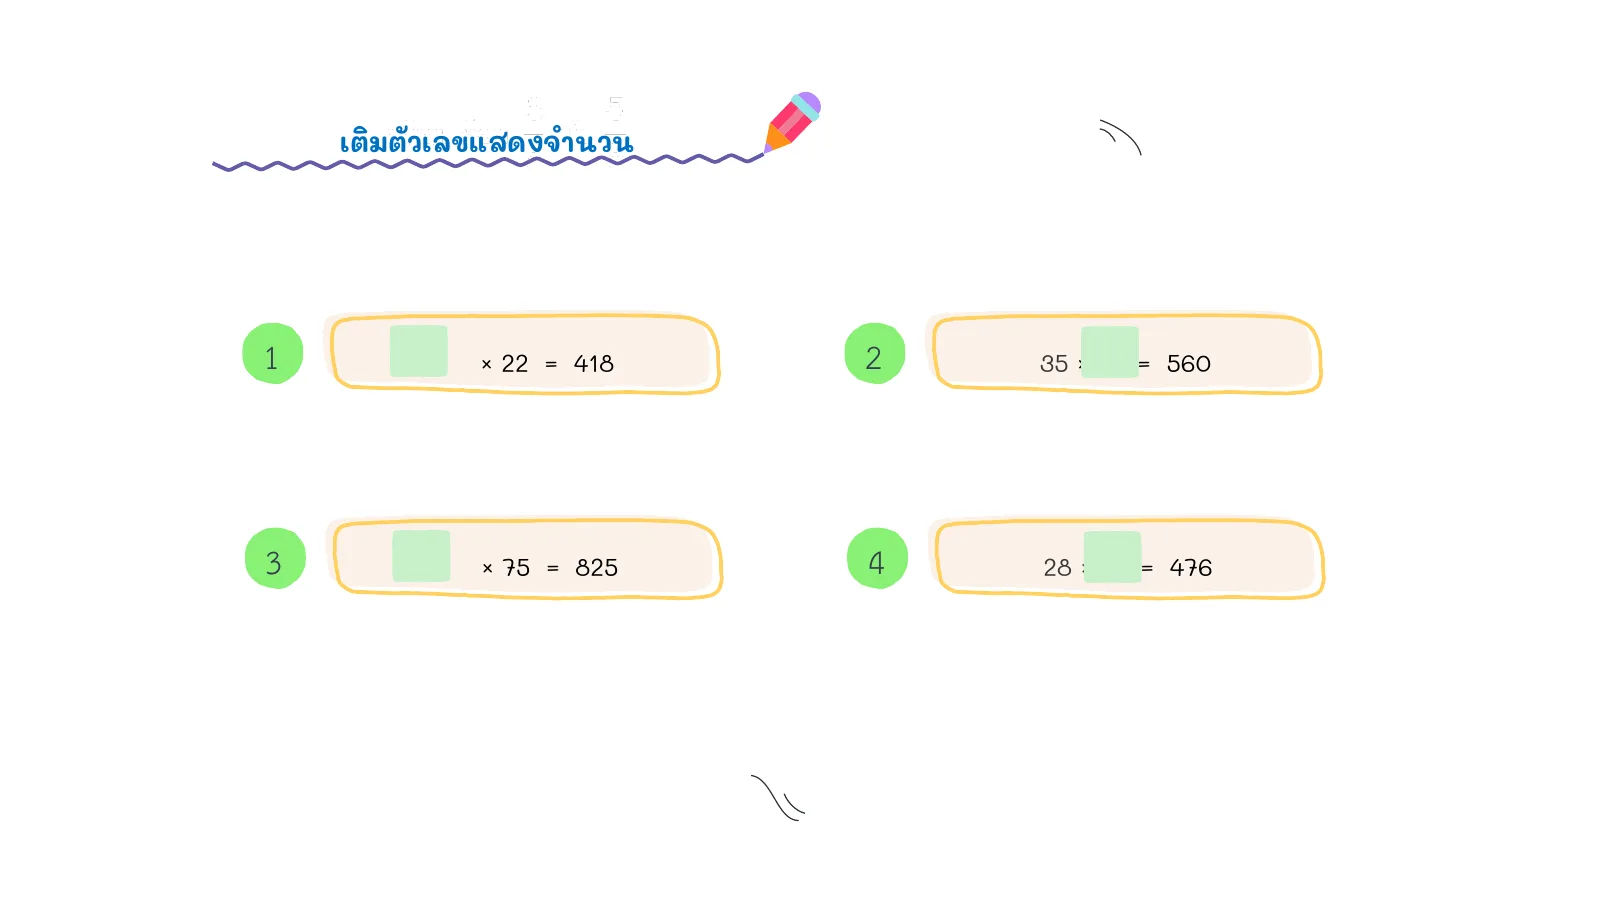 เติมตัวเลขแสดงจำนวน
1
× 22 = 418
2
35 × = 560
3
× 75 = 825
4
28 × = 476